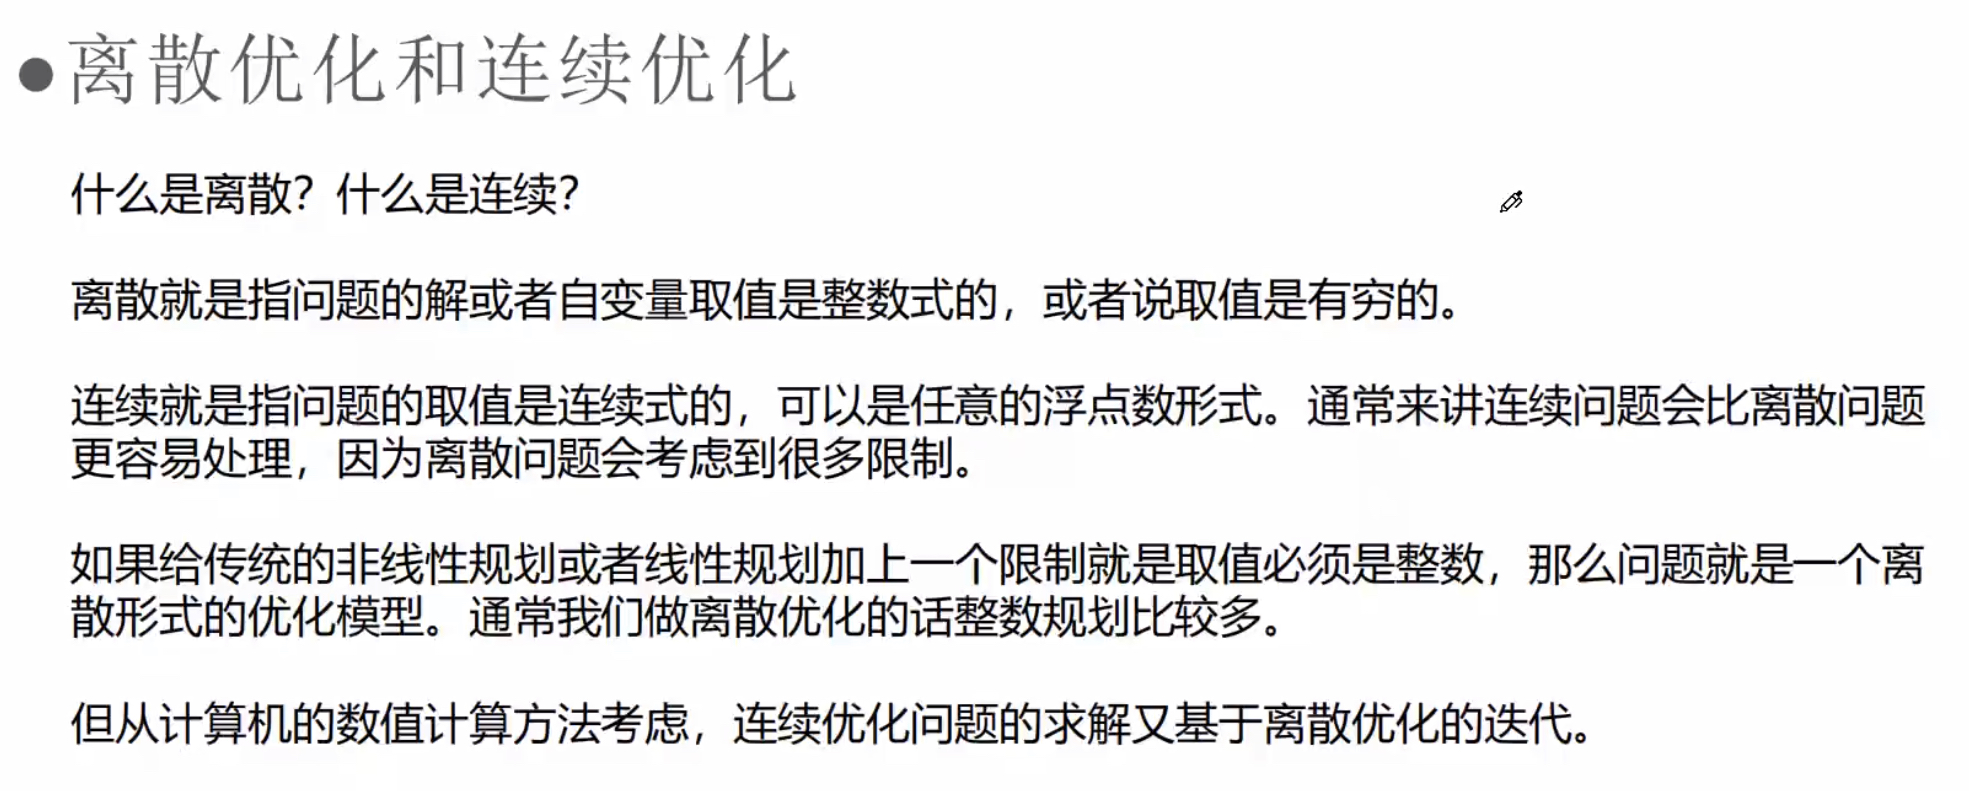 ●离散优化和连续优化
什么是离散？什么是连续？
离散就是指问题的解或者自变量取值是整数式的，或者说取值是有穷的。
连续就是指问题的取值是连续式的，可以是任意的浮点数形式。通常来讲连续问题会比离散问题
更容易处理，因为离散问题会考虑到很多限制。
如果给传统的非线性规划或者线性规划加上一个限制就是取值必须是整数，那么问题就是一个离
散形式的优化模型。通常我们做离散优化的话整数规划比较多。
但从计算机的数值计算方法考虑，连续优化问题的求解又基于离散优化的迭代。